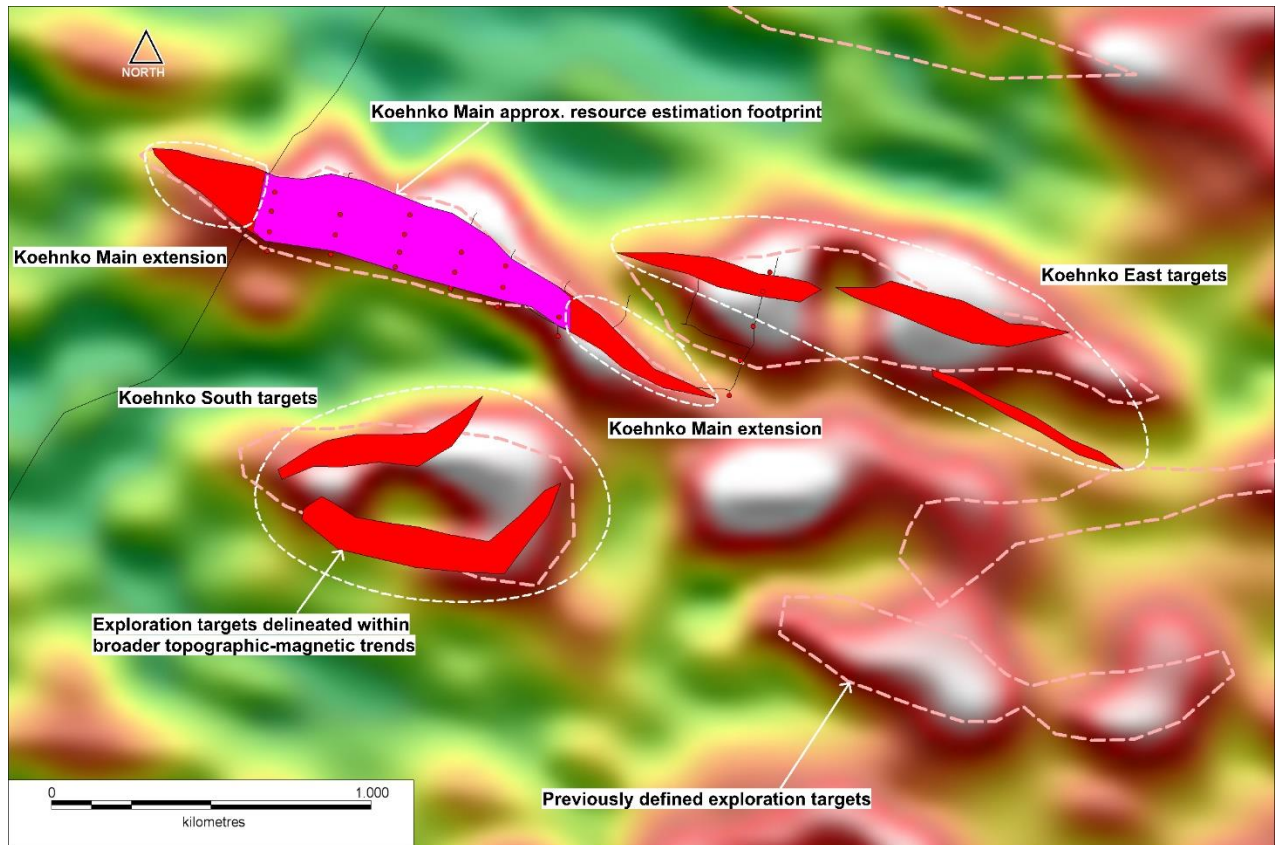 NORTH
Koehnko Main approx. resource estimation footprint
Koehnko Main extension
Koehnko East targets
Koehnko South targets
Koehnko Main extension
Exploration targets delineated within
broader topographic-magnetic trends
Previously defined exploration targets
0 1.000
kilometres